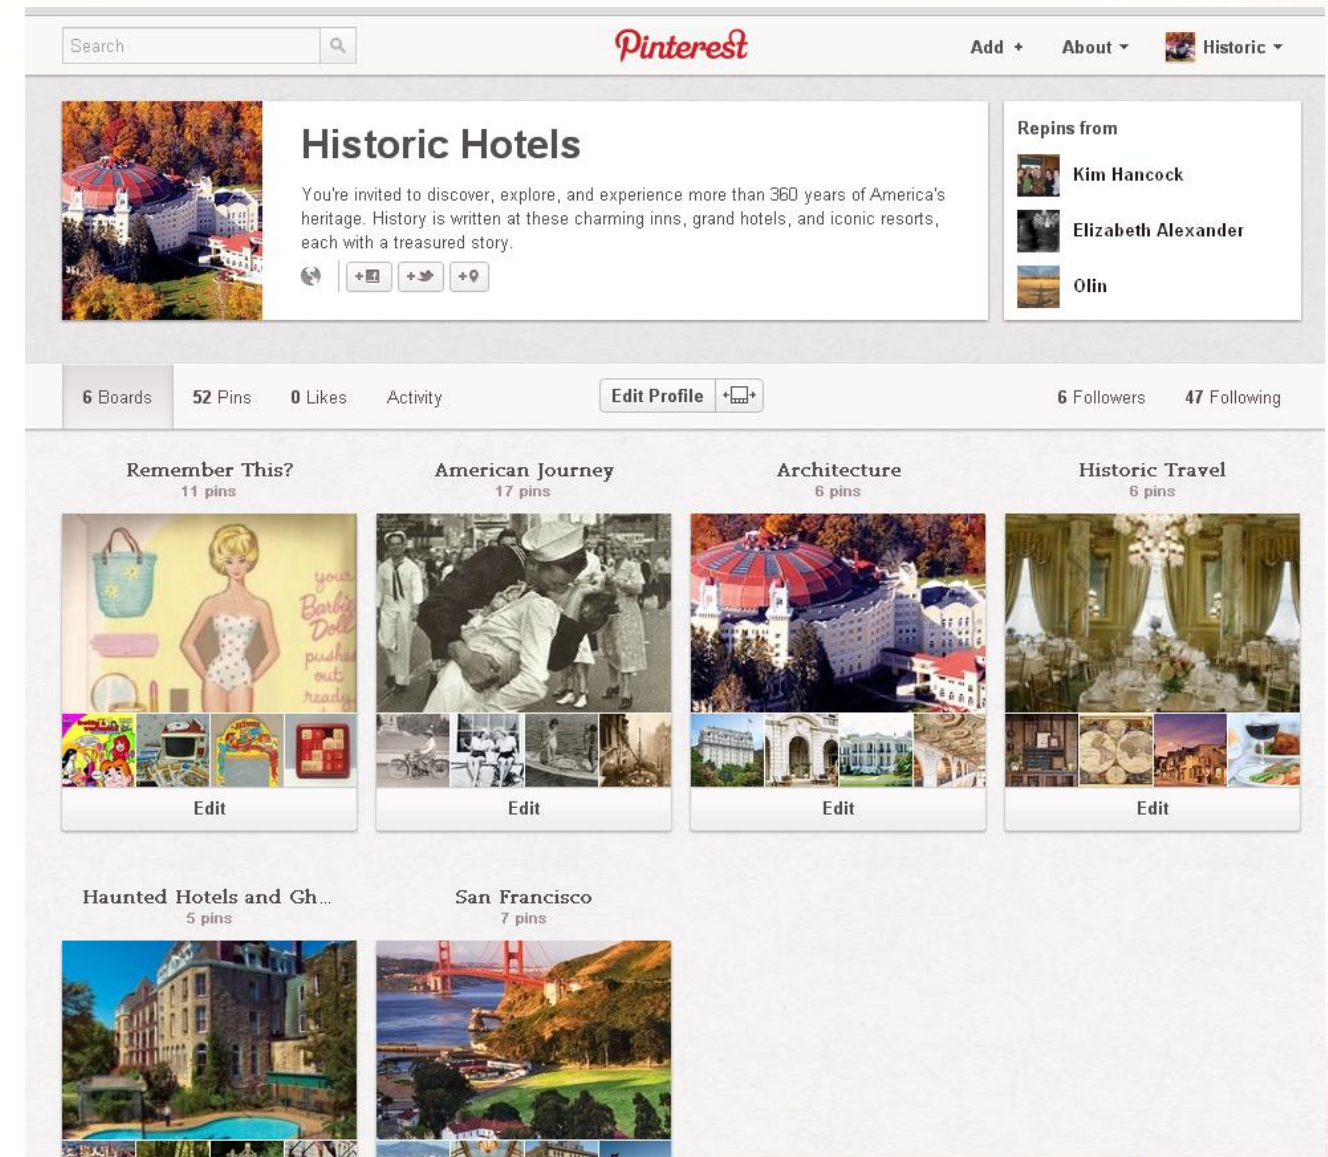 Search
Pinterest
Add +
About
Historic
Historic Hotels
You're invited to discover, explore, and experience more than 360 years of America's
heritage. History is written at these charming inns, grand hotels, and iconic resorts,
each with a treasured story.
Repins from
Kim Hancock
Elizabeth Alexander
Olin
6 Boards
52 Pins
0 Likes
Activity
Edit Profile
6 Followers
47 Following
Remember This?
11 pins
American Journey
17 pins
Architecture
6 pins
Historic Travel
6 pins
your
Barbie
Doll
pushes
out
ready
Edit
Edit
Edit
Edit
Haunted Hotels and Gh...
5 pins
San Francisco
7 pins